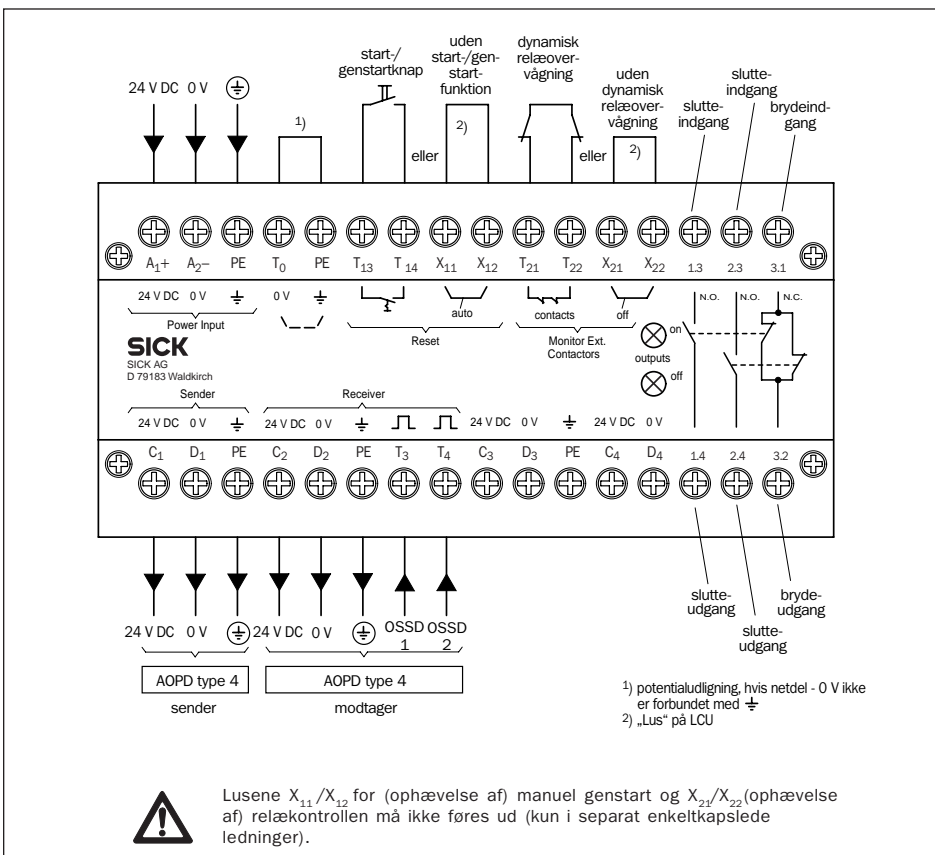 start-/
genstartknap
uden
start-/gen-
start-
funktion
dynamisk
relæover-
vågning
uden
dynamisk
relæover-
vågning
slutte-
indgang
slutte-
indgang
brydeind-
gang
24 V DC 0 V
1)
eller
2)
eller
2)
A1+ A2− PE T0 PE T13 T14 X11 X12 T21 T22 X21 X22 1.3 2.3 3.1
24 V DC 0 V 0 V auto contacts off N.O. N.O. N.C.
Power Input
Reset
Monitor Ext.
Contactors
on
outputs
off
SICK
SICK AG
D 79183 Waldkirch
Sender Receiver
24 V DC 0 V 24 V DC 0 V 24 V DC 0 V 24 V DC 0 V
C1 D1 PE C2 D2 PE T3 T4 C3 D3 PE C4 D4 1.4 2.4 3.2
24 V DC 0 V 24 V DC 0 V OSSD OSSD
1 2
AOPD type 4 AOPD type 4
sender modtager
slutte-
udgang
slutte-
udgang
bryde-
udgang
1) potentialudligning, hvis netdel - 0 V ikke
er forbundet med ⏚
2) „Lus“ på LCU
Lusene X11/X12 for (ophævelse af) manuel genstart og X21/X22(ophævelse
af) relækontrollen må ikke føres ud (kun i separat enkeltkapslede
ledninger).